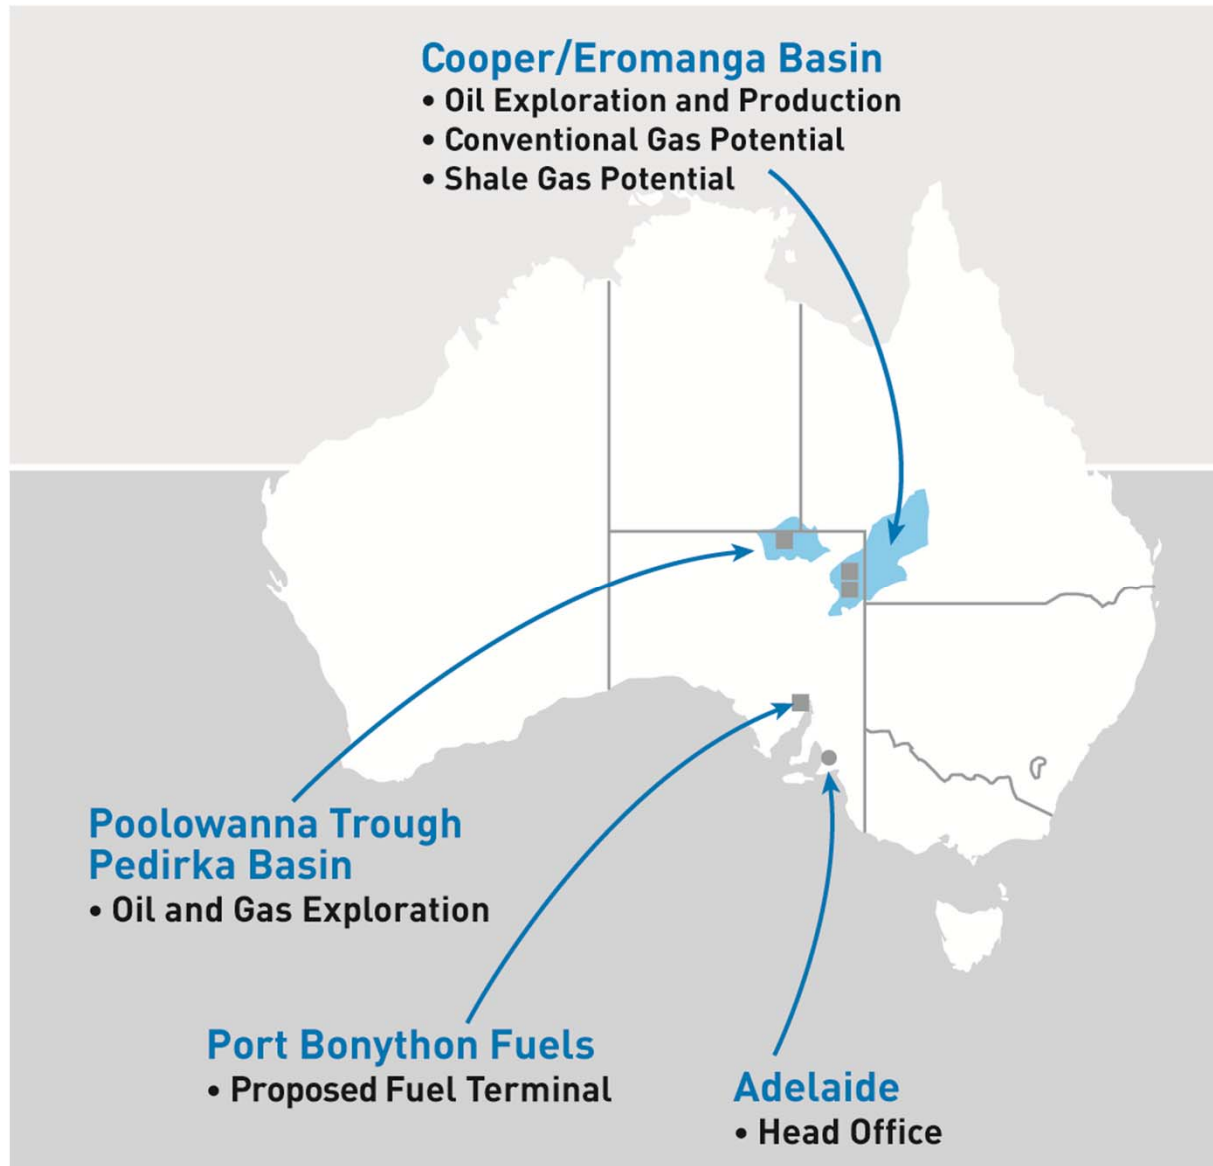 Cooper/Eromanga Basin
• Oil Exploration and Production
• Conventional Gas Potential
• Shale Gas Potential
Poolowanna Trough
Pedirka Basin
• Oil and Gas Exploration
Port Bonython Fuels
• Proposed Fuel Terminal
Adelaide
• Head Office